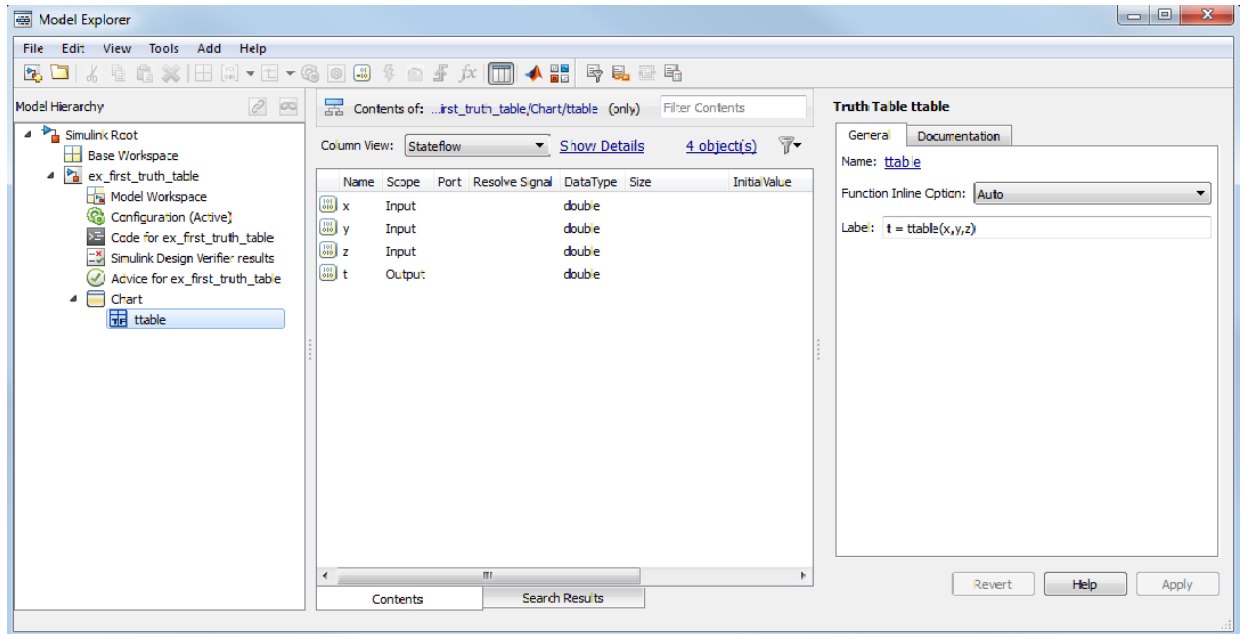 Model Explorer
File Edit View Tools Add Help
Model Hierarchy
Simulink Root
Base Workspace
ex_first_truth_table
Model Workspace
Configuration (Active)
Code for ex_first_truth_table
Simulink Design Verifier results
Advice for ex_first_truth_table
Chart
ttable
Contents of: ...irst_truth_table/Chart/ttable (only) Filter Contents
Column View: Stateflow Show Details 4 object(s)
Name Scope Port Resolve Signal DataType Size InitialValue
x Input double
y Input double
z Input double
t Output double
Contents Search Results
Truth Table ttable
General Documentation
Name: ttable
Function Inline Option: Auto
Label: t = ttable(x,y,z)
Revert Help Apply